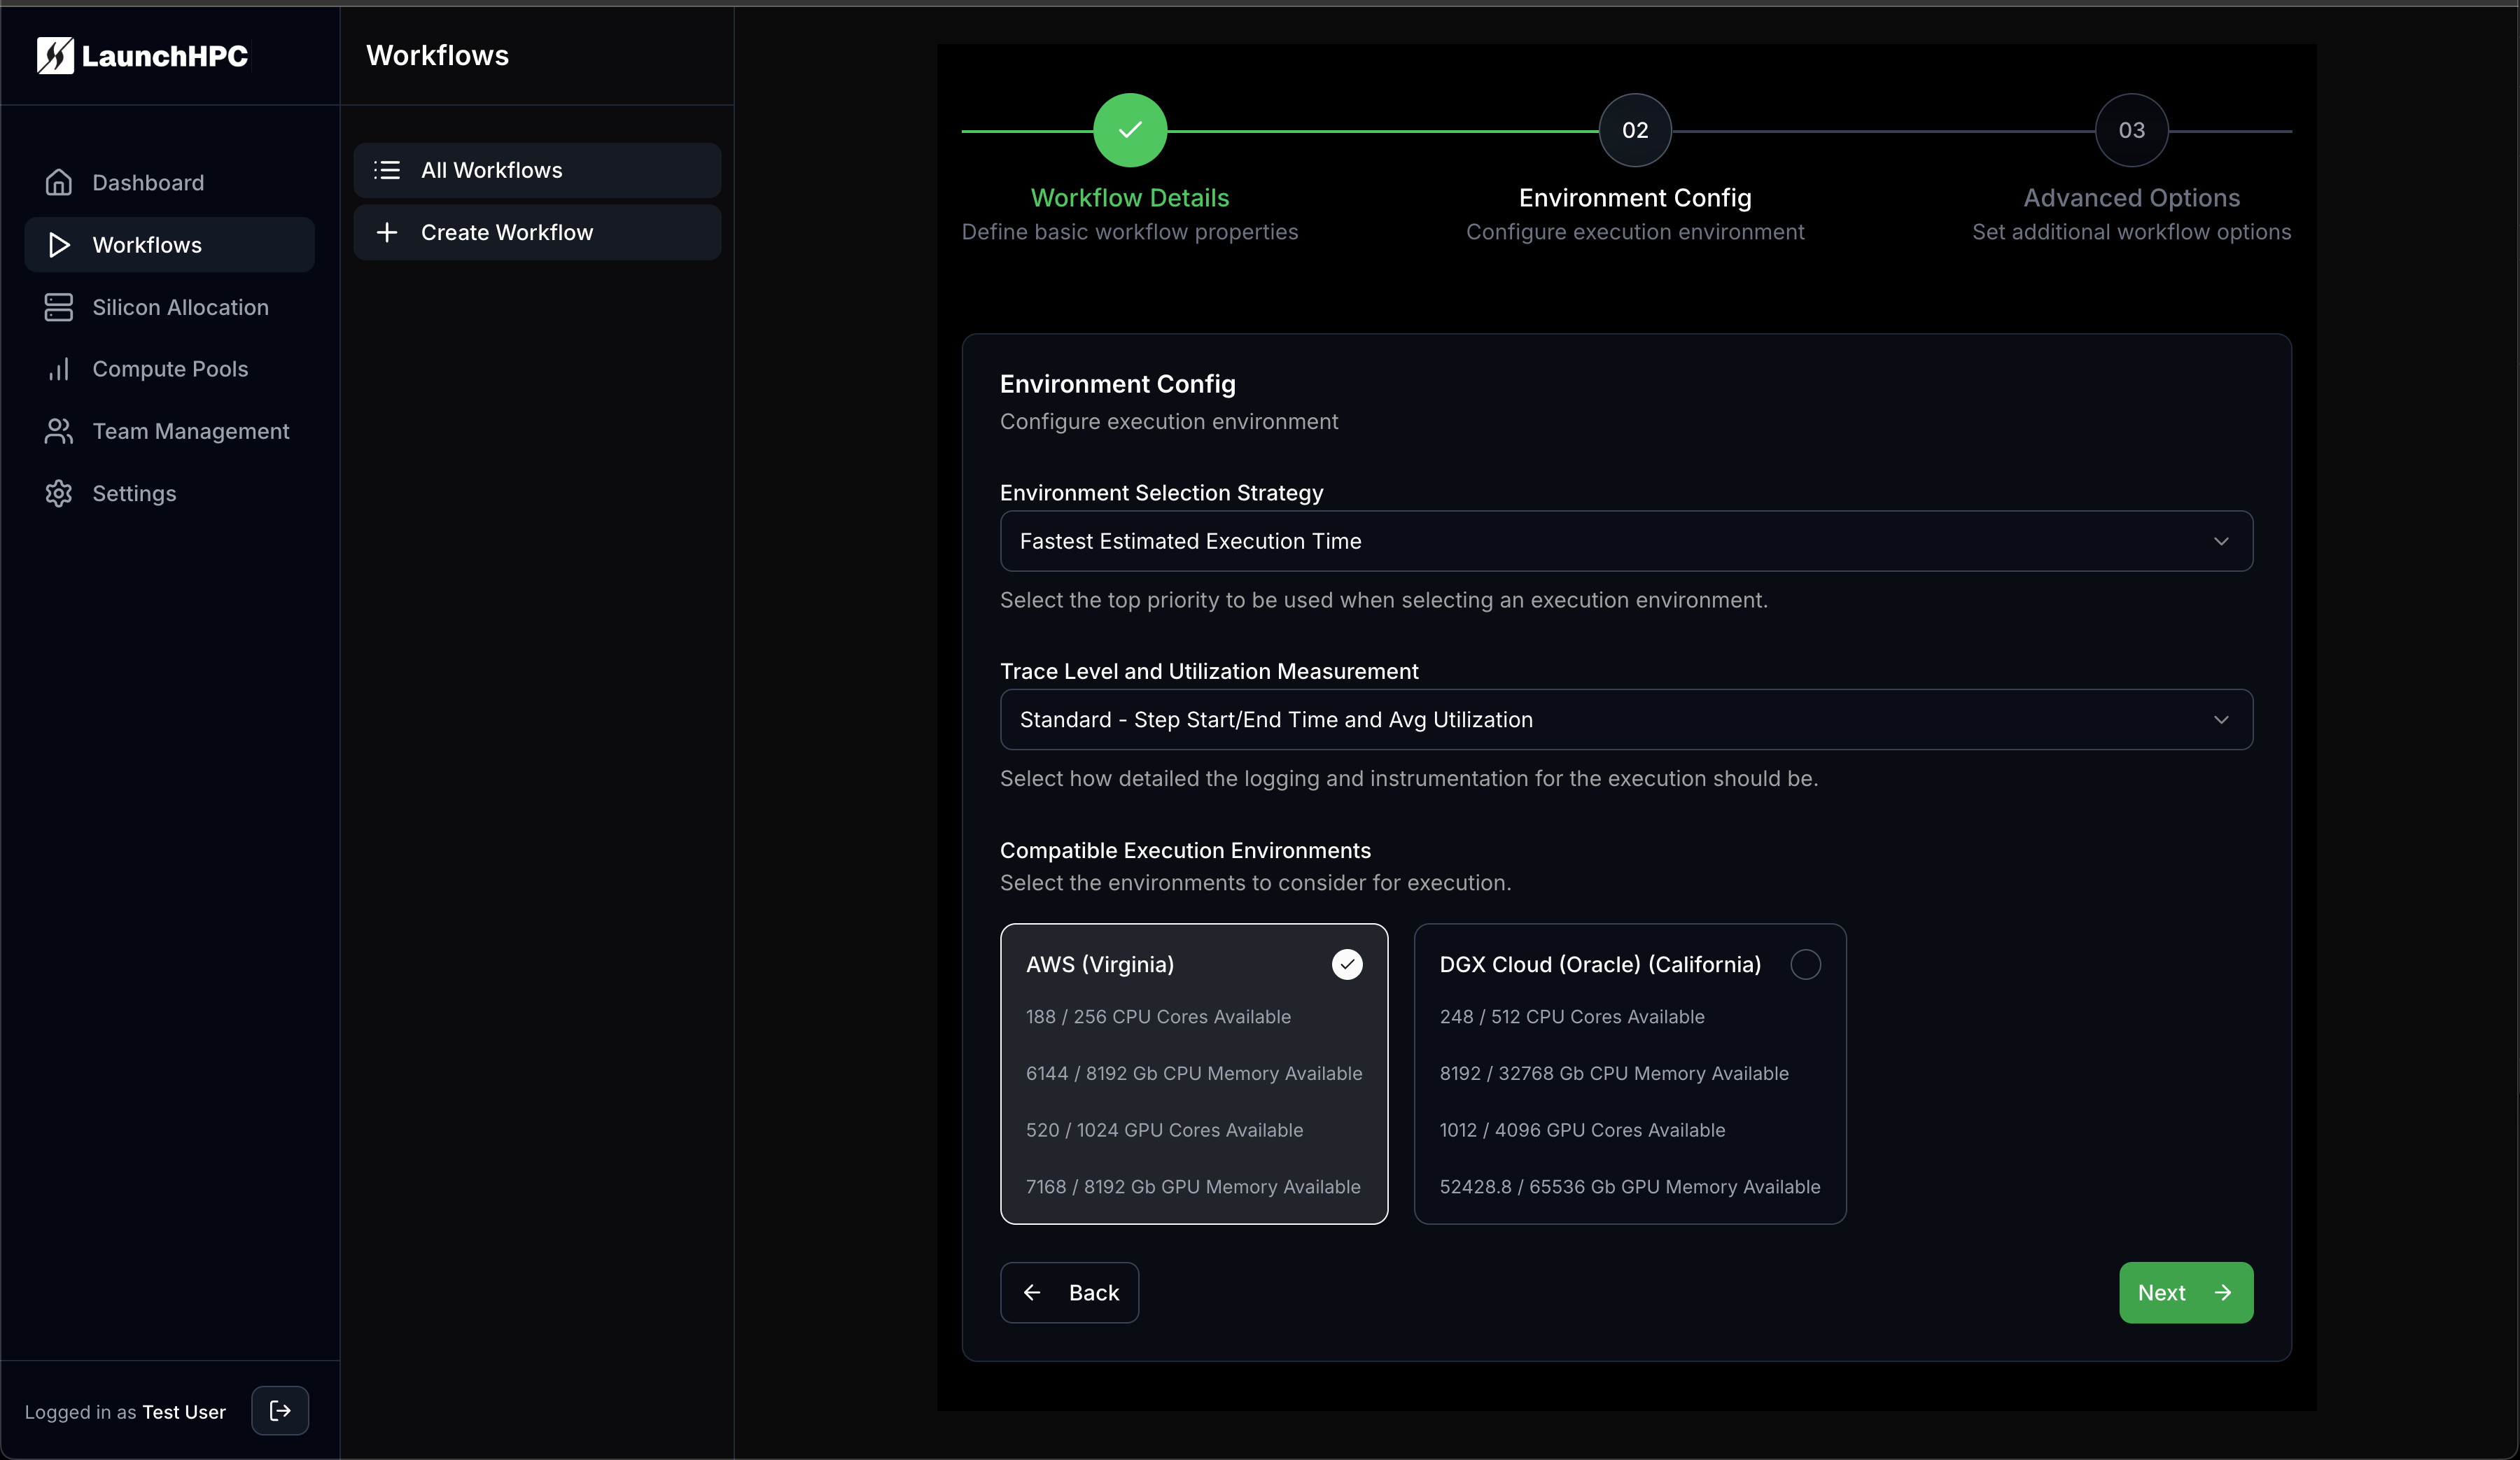 LaunchHPC
Dashboard
Workflows
Silicon Allocation
Compute Pools
Team Management
Settings
Logged in as Test User
Workflows
All Workflows
Create Workflow
02
03
Workflow Details
Define basic workflow properties
Environment Config
Configure execution environment
Advanced Options
Set additional workflow options
Environment Config
Configure execution environment
Environment Selection Strategy
Fastest Estimated Execution Time
Select the top priority to be used when selecting an execution environment.
Trace Level and Utilization Measurement
Standard - Step Start/End Time and Avg Utilization
Select how detailed the logging and instrumentation for the execution should be.
Compatible Execution Environments
Select the environments to consider for execution.
AWS (Virginia)
188 / 256 CPU Cores Available
6144 / 8192 Gb CPU Memory Available
520 / 1024 GPU Cores Available
7168 / 8192 Gb GPU Memory Available
DGX Cloud (Oracle) (California)
248 / 512 CPU Cores Available
8192 / 32768 Gb CPU Memory Available
1012 / 4096 GPU Cores Available
52428.8 / 65536 Gb GPU Memory Available
Back
Next